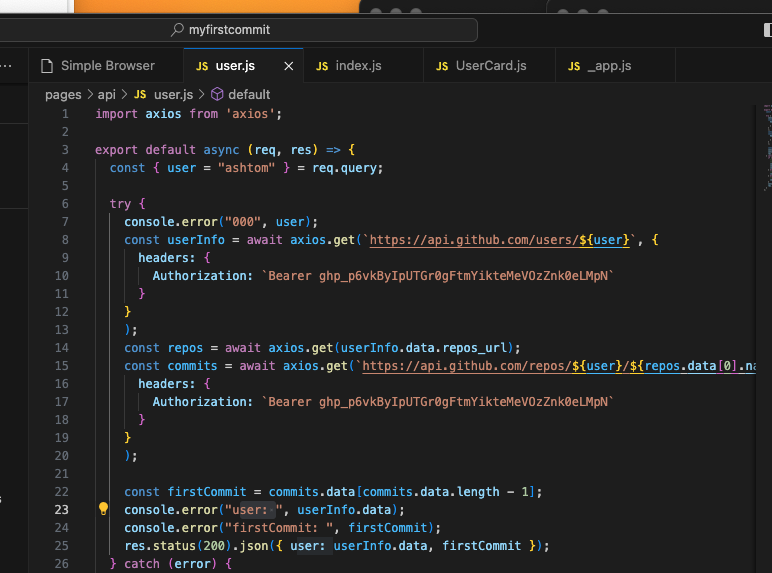 myfirstcommit
Simple Browser
JS user.js
JS index.js
JS UserCard.js
JS _app.js
pages > api > JS user.js > default
1 import axios from 'axios';
2
3 export default async (req, res) => {
4 const { user = "ashtom" } = req.query;
5
6 try {
7 console.error("000", user);
8 const userInfo = await axios.get(`https://api.github.com/users/${user}`, {
9 headers: {
10 Authorization: `Bearer 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`
11 }
12 }
13 );
14 const repos = await axios.get(userInfo.data.repos_url);
15 const commits = await axios.get(`https://api.github.com/repos/${user}/${repos.data[0].na
16 headers: {
17 Authorization: `Bearer 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`
18 }
19 }
20 );
21
22 const firstCommit = commits.data[commits.data.length - 1];
23 console.error("user: ", userInfo.data);
24 console.error("firstCommit: ", firstCommit);
25 res.status(200).json({ user: userInfo.data, firstCommit });
26 } catch (error) {